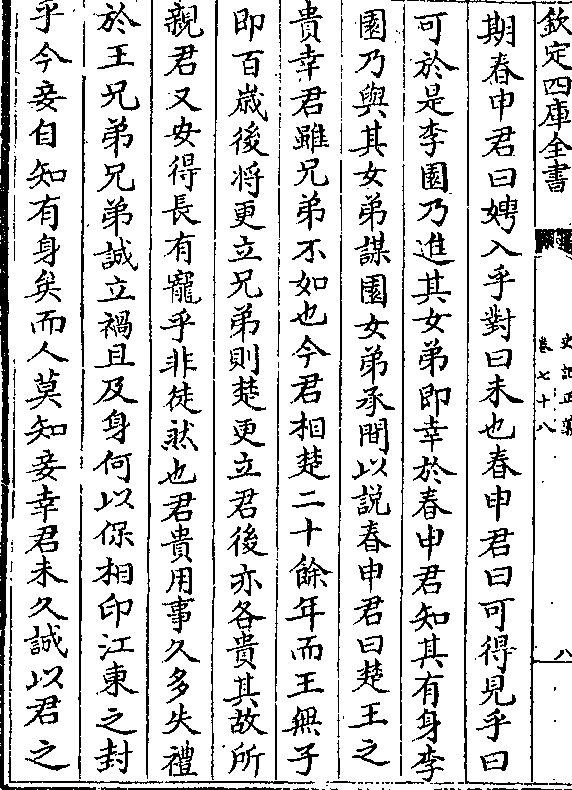 欽定四庫全書
史記正義
卷七十八
八
期春申君曰娉入乎對曰未也春申君曰可得見乎曰
可於是李園乃進其女弟即幸於春申君知其有身李
園乃與其女弟謀園女弟承間以説春申君曰楚王之
貴幸君雖兄弟不如也今君相楚二十餘年而王無子
即百歳後將更立兄弟則楚更立君後亦各貴其故所
親君又安得長有寵乎非徒然也君貴用事久多失禮
於王兄弟兄弟誠立禍且及身何以保相印江東之封
乎今妾自知有身矣而人莫知妾幸君未久誠以君之